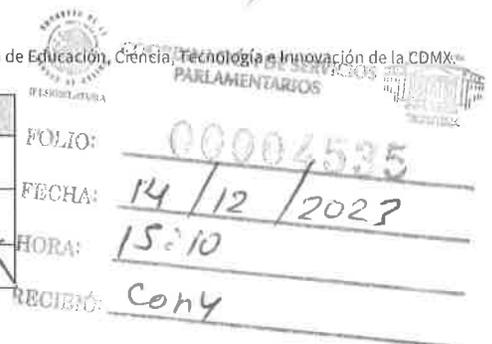 de Educación, Ciencia, Tecnología e Innovación de la CDMX.
PARLAMENTARIOS
FOLIO: 00004535
FECHA: 14/12/2023
HORA: 15:10
RECIBIÓ: Cony